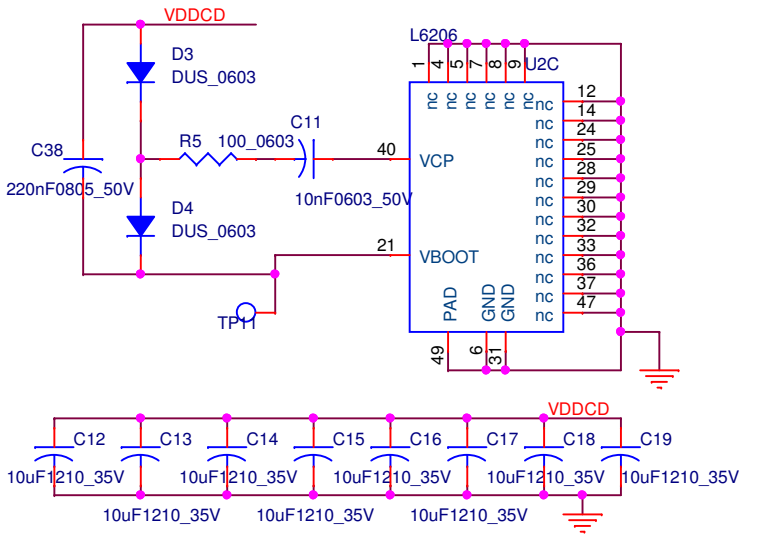 VDDCD
L6206
U2C
1 4 5 7 8 9
nc nc nc nc nc nc
D3
DUS_0603
nc 12
nc 14
nc 24
nc 25
nc 28
nc 29
nc 30
nc 32
nc 33
nc 36
nc 37
nc 47
C11
R5 100_0603
40 VCP
C38
220nF0805_50V
10nF0603_50V
D4
DUS_0603
21 VBOOT
PAD GND GND
TP11
49 6 31
VDDCD
C12 C13 C14 C15 C16 C17 C18 C19
10uF1210_35V 10uF1210_35V 10uF1210_35V 10uF1210_35V 10uF1210_35V
10uF1210_35V 10uF1210_35V 10uF1210_35V